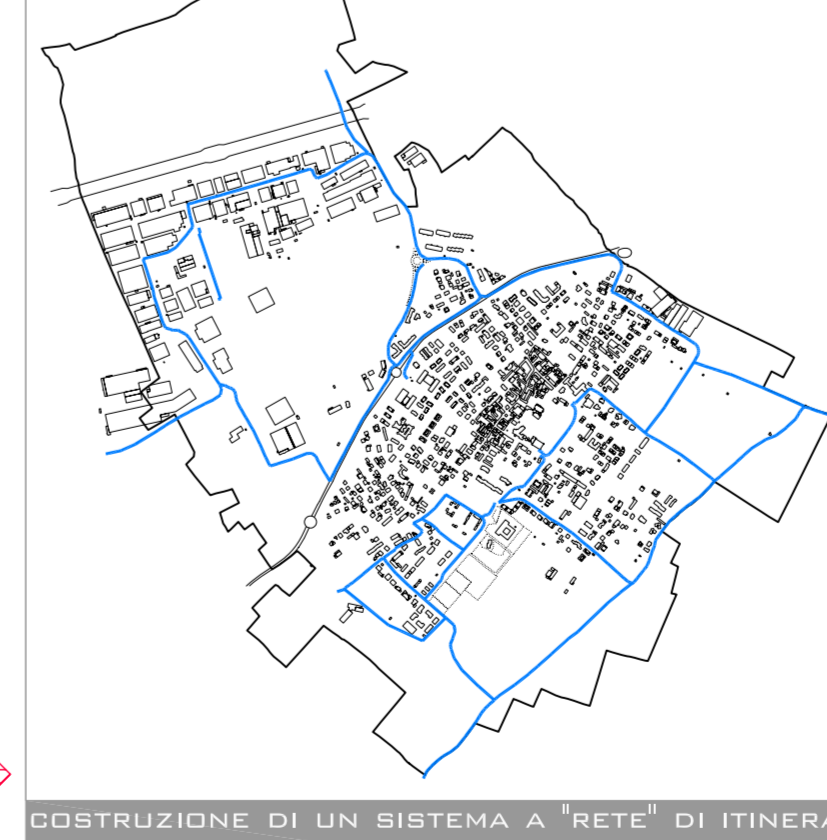 COSTRUZIONE DI UN SISTEMA A "RETE" DI ITINERA